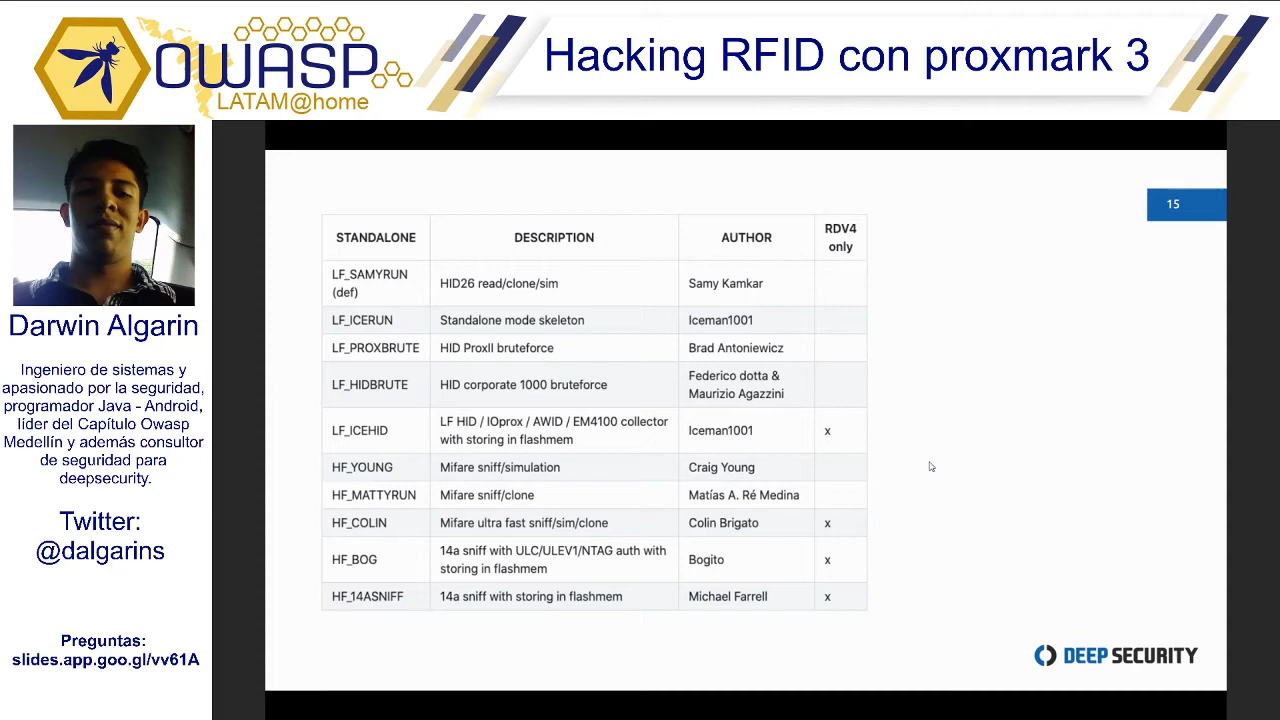 OWASP
LATAM@home
Hacking RFID con proxmark 3
Darwin Algarin
Ingeniero de sistemas y
apasionado por la seguridad,
programador Java - Android,
líder del Capítulo Owasp
Medellín y además consultor
de seguridad para
deepsecurity.
Twitter:
@dalgarins
Preguntas:
slides.app.goo.gl/vv61A
15
STANDALONE DESCRIPTION AUTHOR RDV4 only
LF_SAMYRUN (def) HID26 read/clone/sim Samy Kamkar
LF_ICERUN Standalone mode skeleton Iceman1001
LF_PROXBRUTE HID ProxII bruteforce Brad Antoniewicz
LF_HIDBRUTE HID corporate 1000 bruteforce Federico dotta & Maurizio Agazzini
LF_ICEHID LF HID / IOprox / AWID / EM4100 collector with storing in flashmem Iceman1001 x
HF_YOUNG Mifare sniff/simulation Craig Young
HF_MATTYRUN Mifare sniff/clone Matías A. Ré Medina
HF_COLIN Mifare ultra fast sniff/sim/clone Colin Brigato x
HF_BOG 14a sniff with ULC/ULEV1/NTAG auth with storing in flashmem Bogito x
HF_14ASNIFF 14a sniff with storing in flashmem Michael Farrell x
DEEP SECURITY